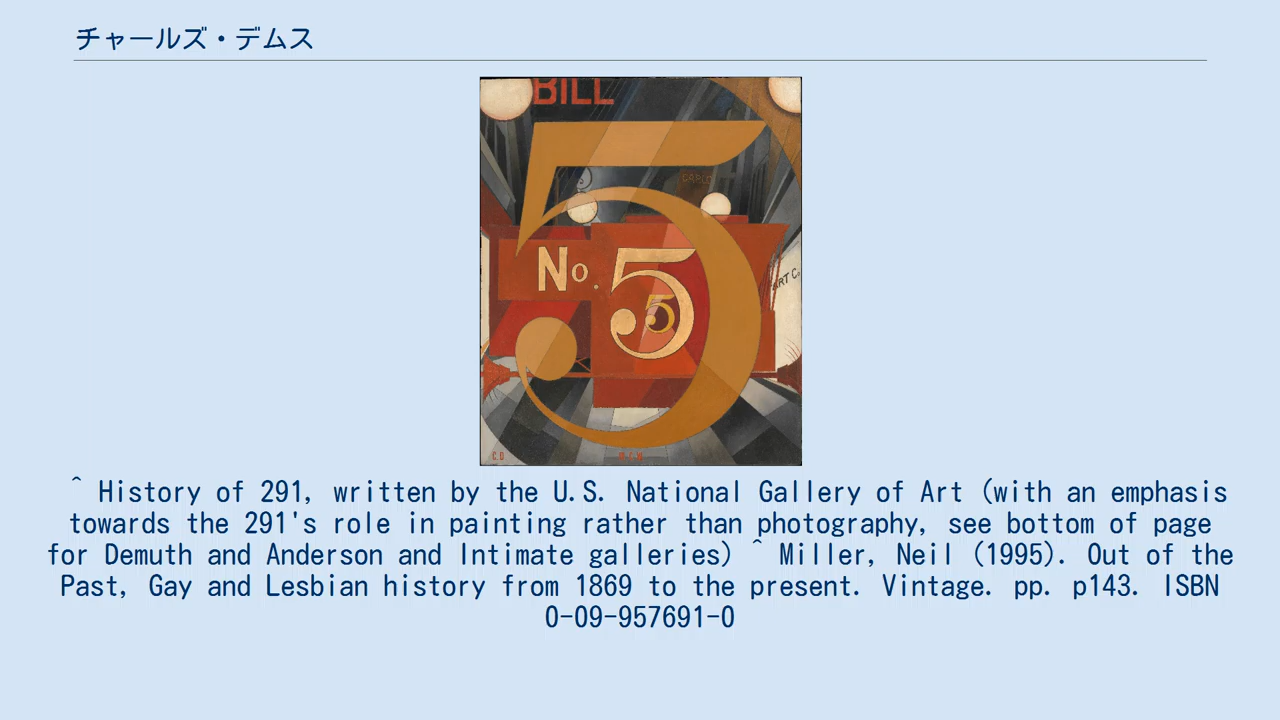 チャールズ・デムス
BILL
CARLO
No. 5
5
5
ART Co
C.D.
W.C.W.
^ History of 291, written by the U.S. National Gallery of Art (with an emphasis
towards the 291's role in painting rather than photography, see bottom of page
for Demuth and Anderson and Intimate galleries) ^ Miller, Neil (1995). Out of the
Past, Gay and Lesbian history from 1869 to the present. Vintage. pp. p143. ISBN
0-09-957691-0